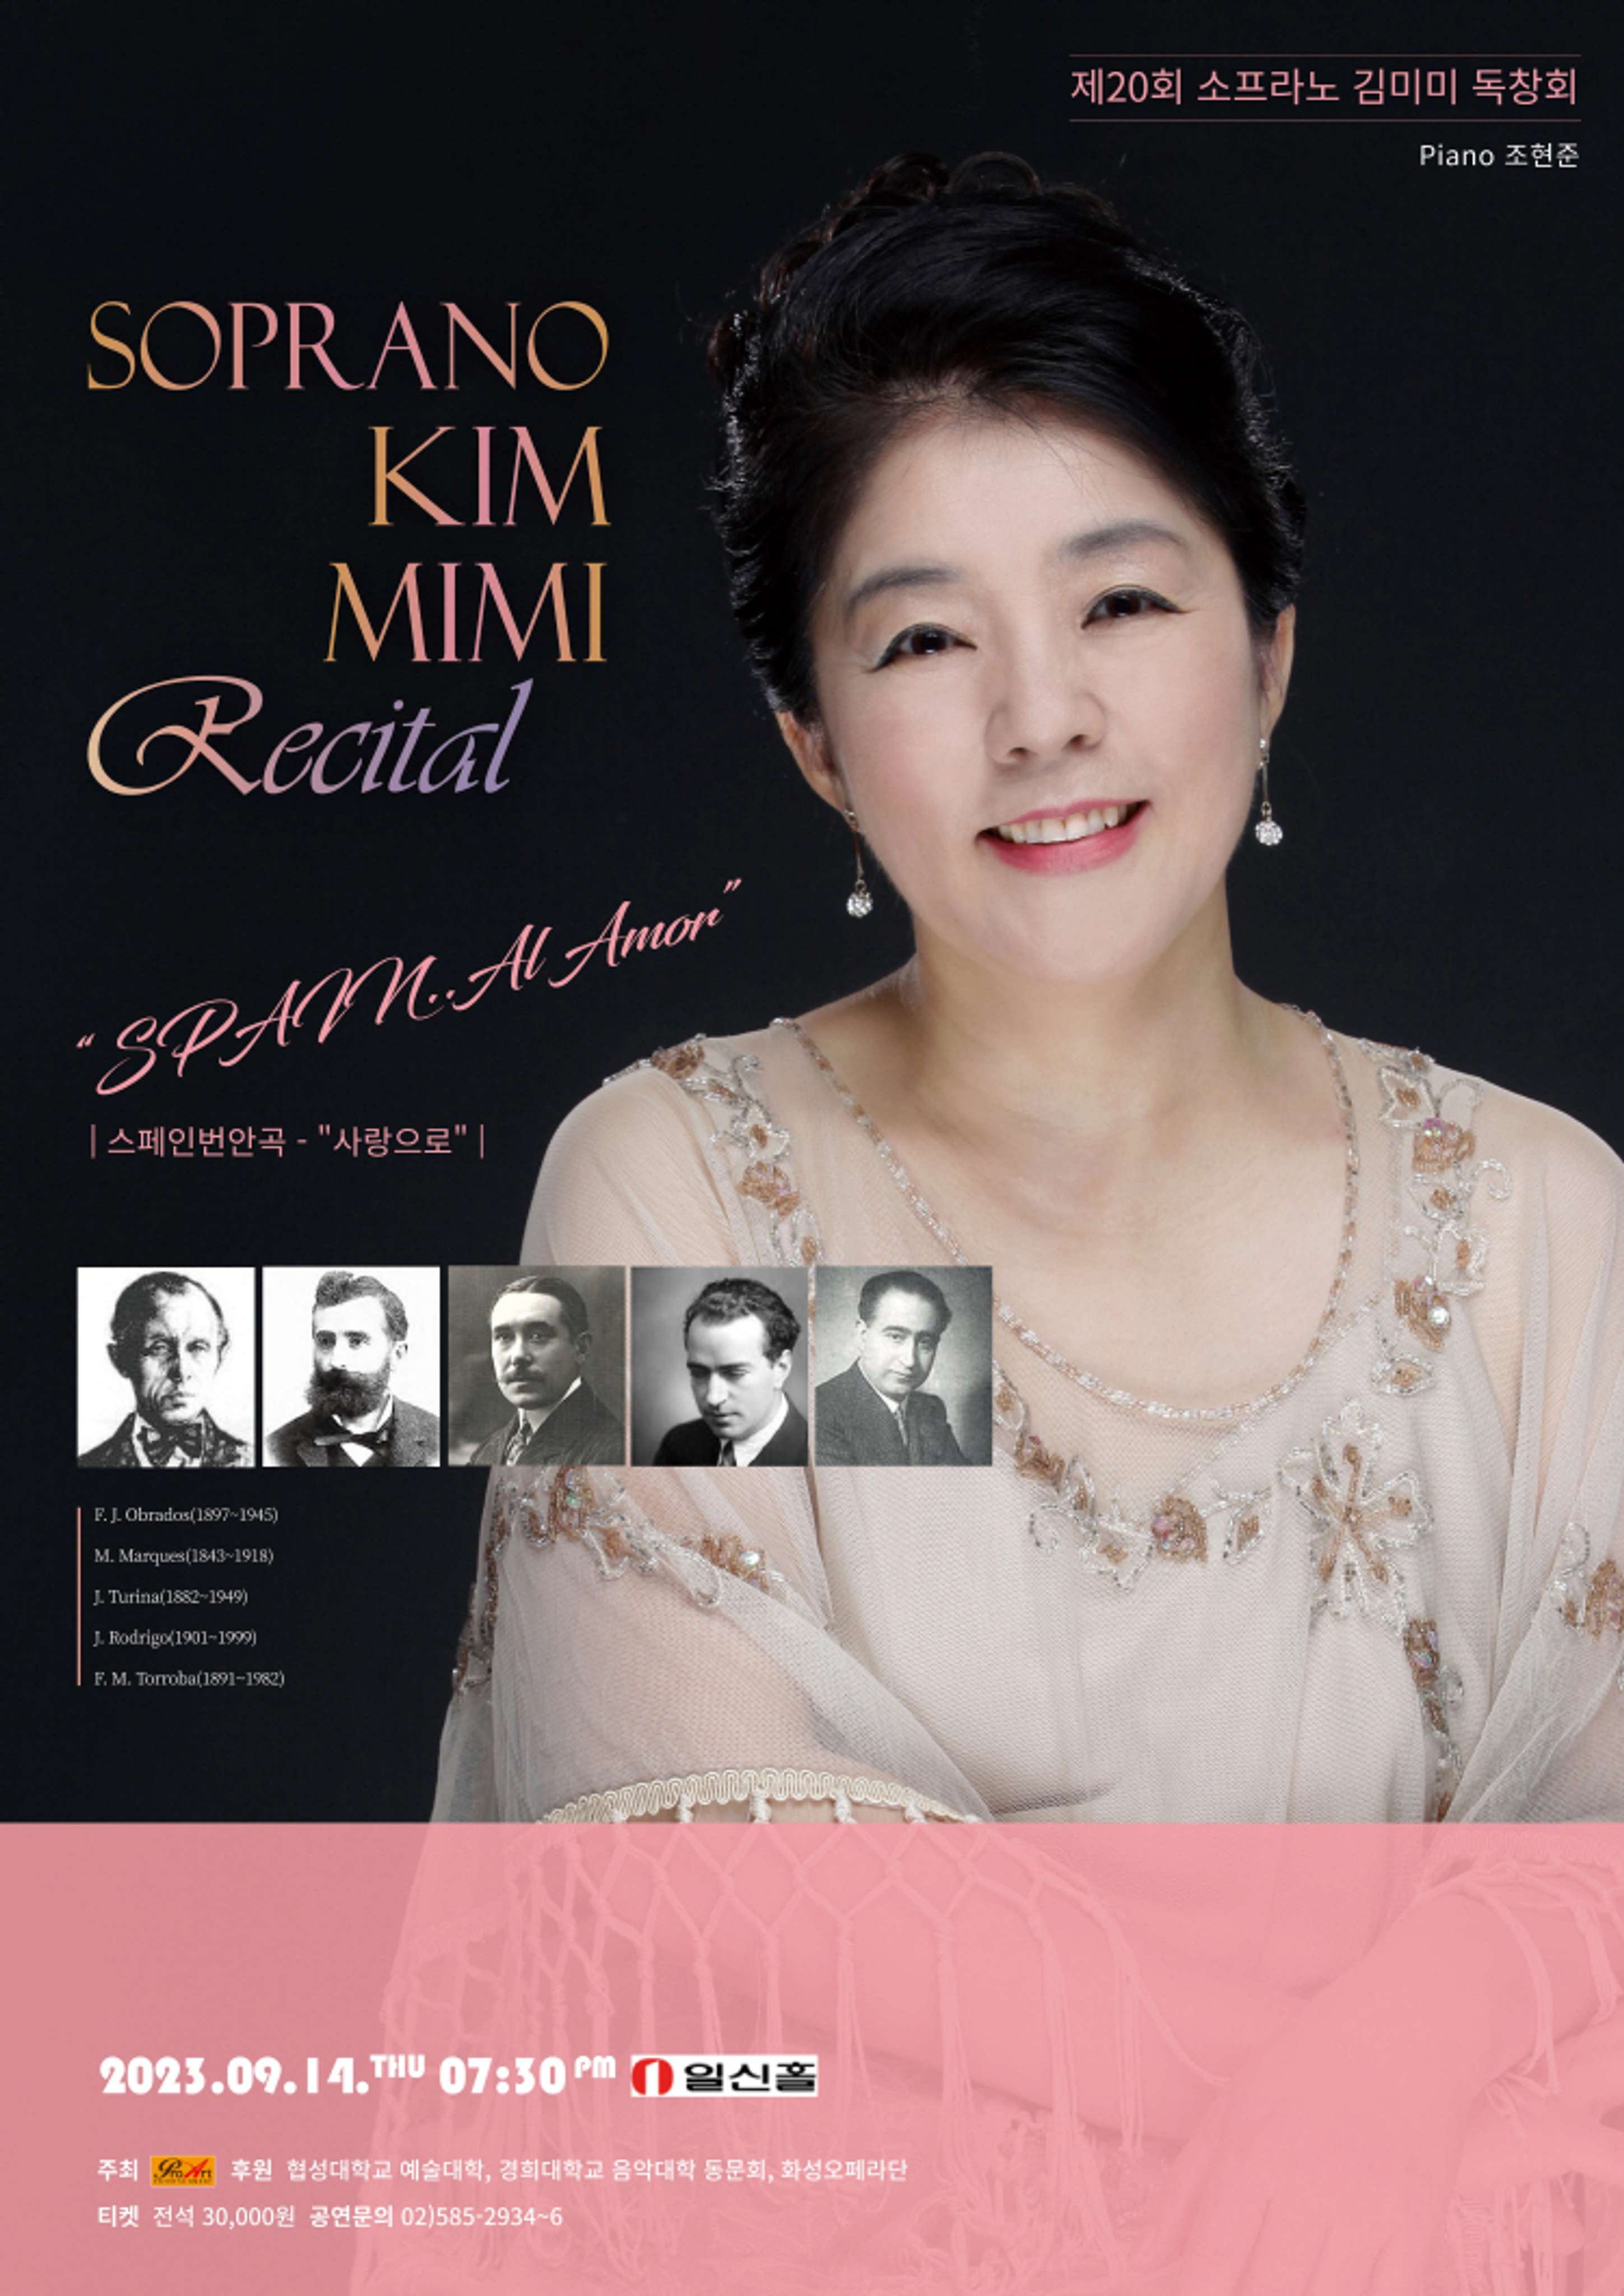 제20회 소프라노 김미미 독창회
Piano 조현준
SOPRANO
KIM
MIMI
Recital
"SPAIN..Al Amor"
| 스페인번안곡 - "사랑으로" |
F. J. Obrados(1897~1945)
M. Marques(1843~1918)
J. Turina(1882~1949)
J. Rodrigo(1901~1999)
F. M. Torroba(1891~1982)
2023.09.14.THU 07:30 PM 일신홀
주최 ProArt 후원 협성대학교 예술대학, 경희대학교 음악대학 동문회, 화성오페라단
티켓 전석 30,000원 공연문의 02)585-2934~6